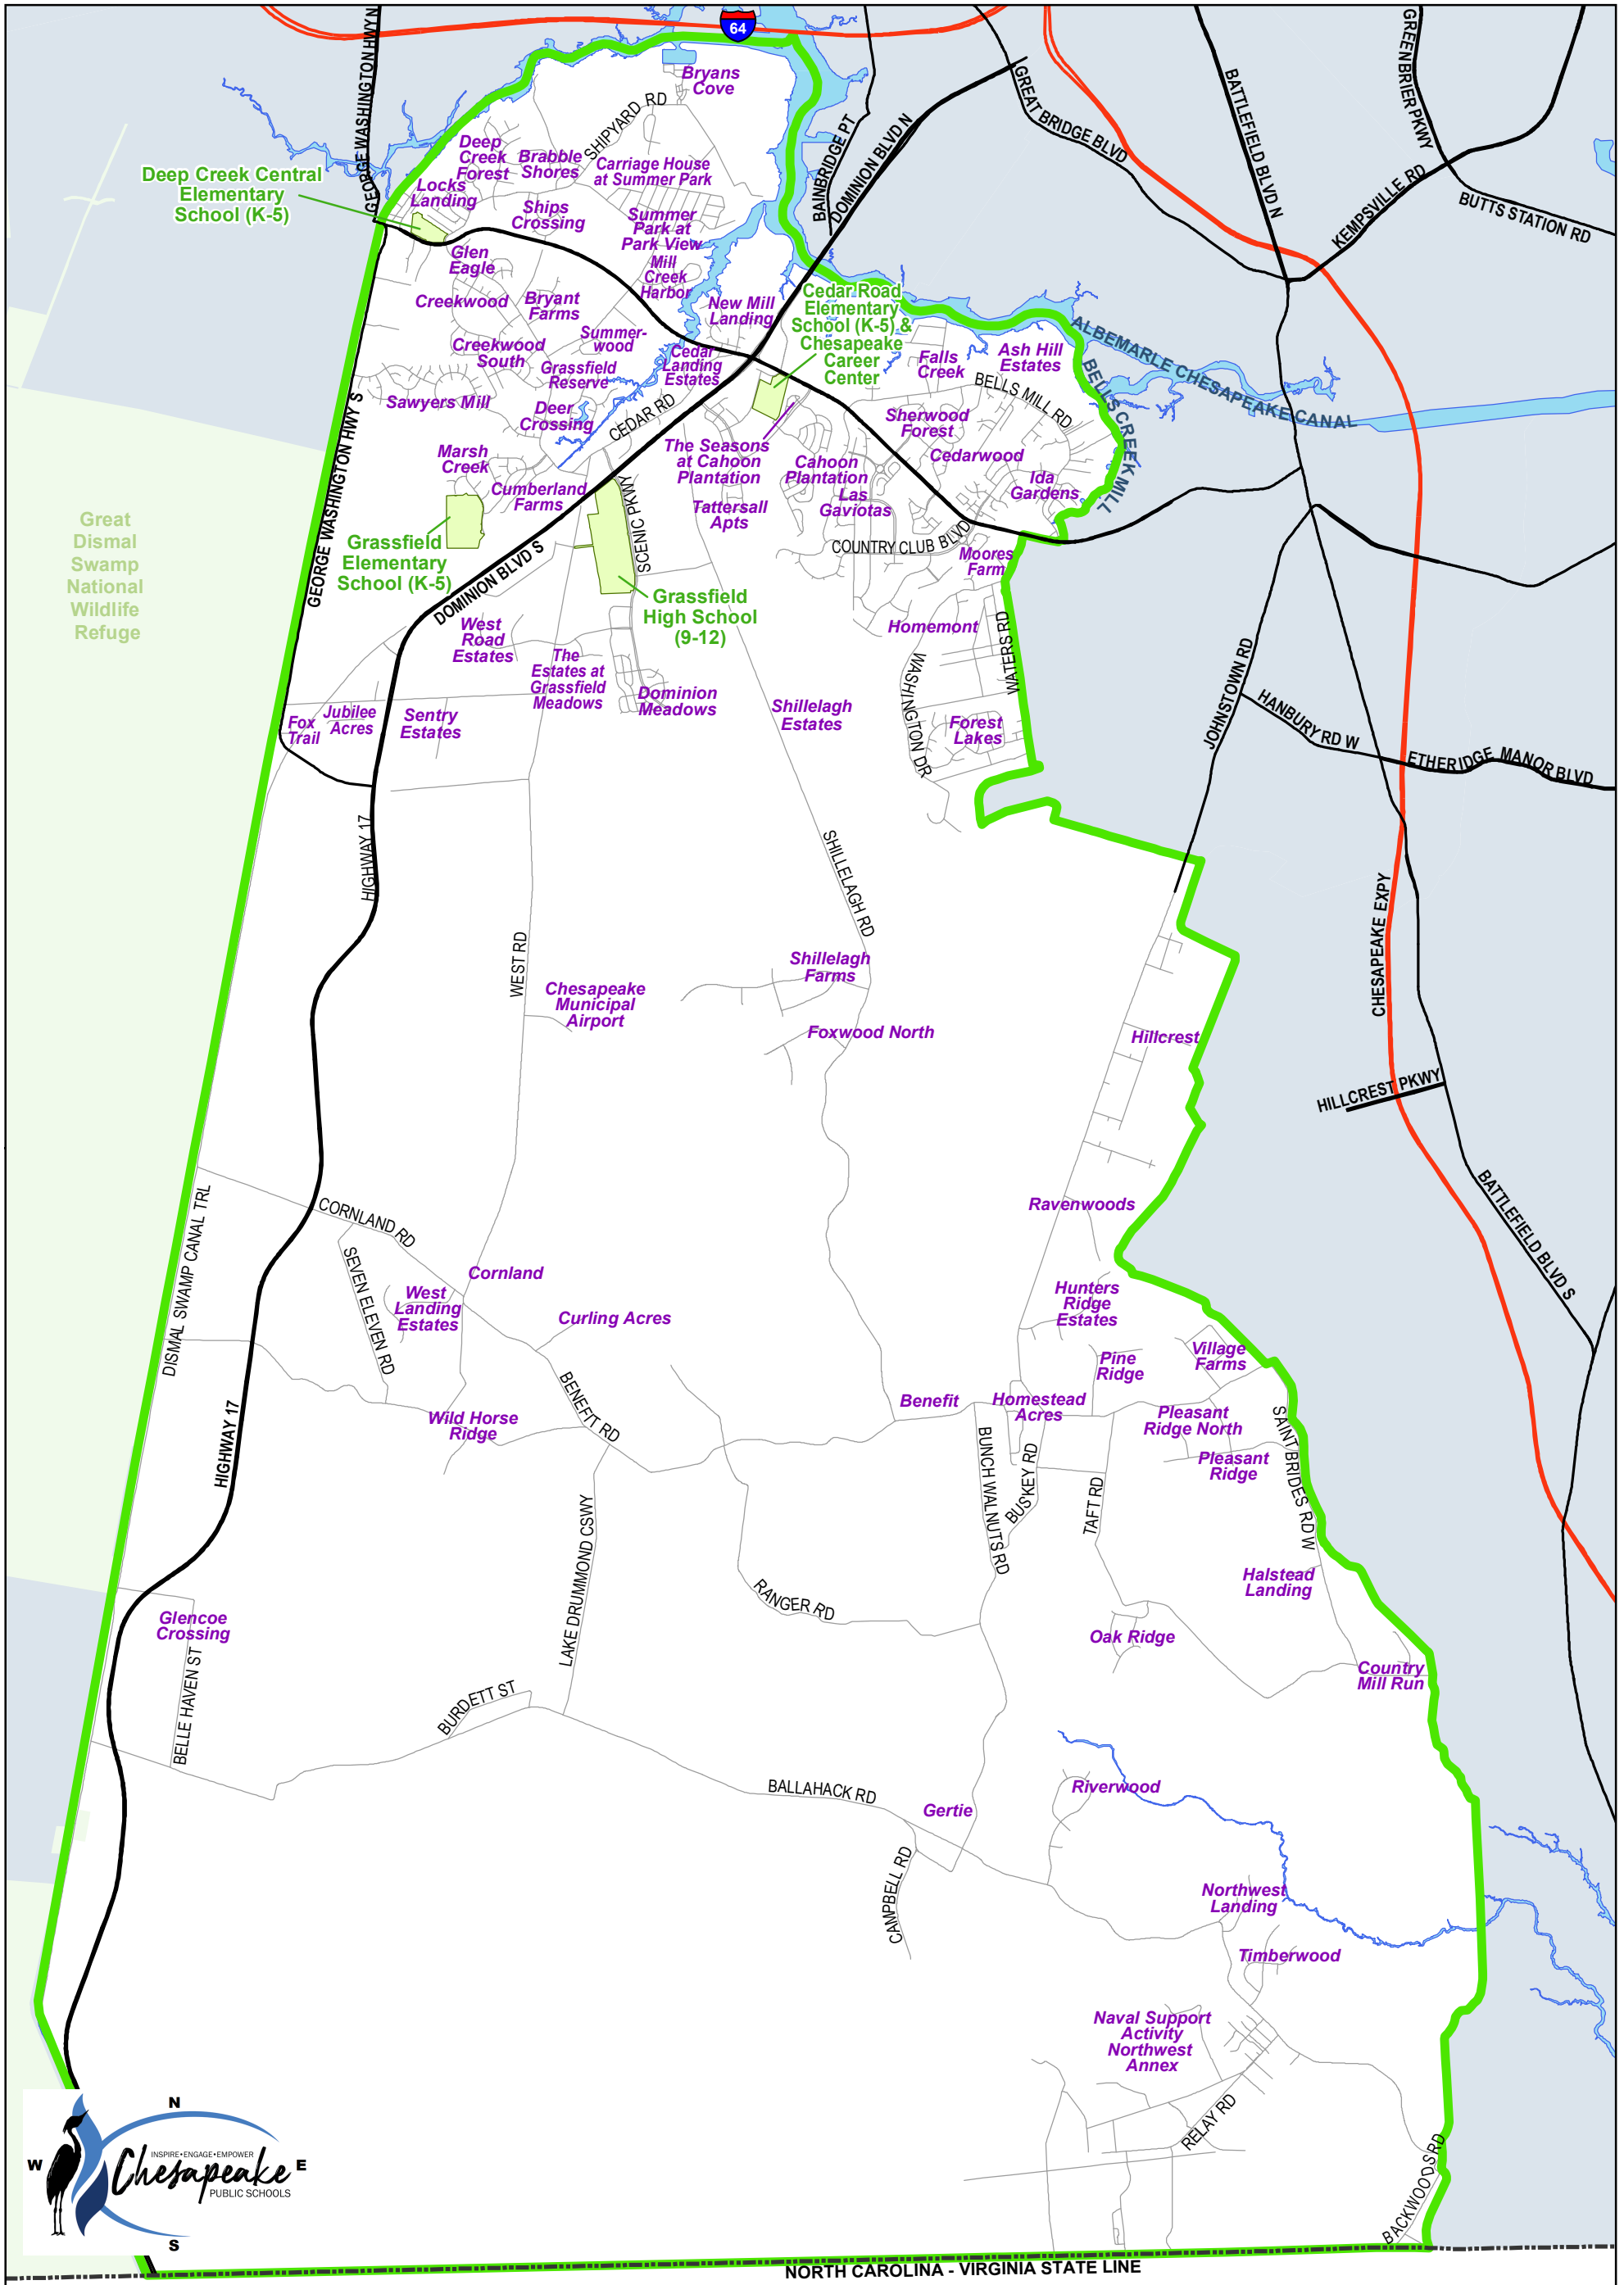 64
GEORGE WASHINGTON HWY N
Bryans
Cove
SHIPYARD RD
BAINBRIDGE PT
DOMINION BLVD N
GREAT BRIDGE BLVD
BATTLEFIELD BLVD N
GREENBRIER PKWY
KEMPSVILLE RD
BUTTS STATION RD
Deep Creek Central
Elementary
School (K-5)
Deep
Creek
Forest
Brabble
Shores
Carriage House
at Summer Park
Locks
Landing
Ships
Crossing
Summer
Park at
Park View
Glen
Eagle
Mill
Creek
Harbor
Creekwood
Bryant
Farms
New Mill
Landing
Cedar Road
Elementary
School (K-5) &
Chesapeake
Career
Center
Summer-
wood
Creekwood
South
Cedar
Landing
Estates
Grassfield
Reserve
Falls
Creek
Ash Hill
Estates
ALBEMARLE CHESAPEAKE CANAL
BELLS CREEK MILL
BELLS MILL RD
Sawyers Mill
Deer
Crossing
CEDAR RD
Sherwood
Forest
Marsh
Creek
The Seasons
at Cahoon
Plantation
Cahoon
Plantation
Cedarwood
Cumberland
Farms
Tattersall
Apts
Las
Gaviotas
Ida
Gardens
GEORGE WASHINGTON HWY S
Great
Dismal
Swamp
National
Wildlife
Refuge
Grassfield
Elementary
School (K-5)
SCENIC PKWY
COUNTRY CLUB BLVD
Moores
Farm
DOMINION BLVD S
Grassfield
High School
(9-12)
West
Road
Estates
Homemont
WATERS RD
WASHINGTON DR
The
Estates at
Grassfield
Meadows
Dominion
Meadows
Shillelagh
Estates
Forest
Lakes
Fox
Trail
Jubilee
Acres
Sentry
Estates
JOHNSTOWN RD
HANBURY RD W
ETHERIDGE MANOR BLVD
HIGHWAY 17
SHILLELAGH RD
CHESAPEAKE EXPY
WEST RD
Shillelagh
Farms
Chesapeake
Municipal
Airport
Foxwood North
Hillcrest
HILLCREST PKWY
BATTLEFIELD BLVD S
DISMAL SWAMP CANAL TRL
CORNLAND RD
Ravenwoods
SEVEN ELEVEN RD
Cornland
West
Landing
Estates
Curling Acres
Hunters
Ridge
Estates
Pine
Ridge
Village
Farms
BENEFIT RD
Wild Horse
Ridge
Benefit
Homestead
Acres
Pleasant
Ridge North
Pleasant
Ridge
SAINT BRIDES RD W
HIGHWAY 17
BUNCH WALNUTS RD
BUSKEY RD
TAFT RD
LAKE DRUMMOND CSWY
RANGER RD
Halstead
Landing
Glencoe
Crossing
Oak Ridge
Country
Mill Run
BELLE HAVEN ST
BURDETT ST
BALLAHACK RD
Riverwood
Gertie
CAMPBELL RD
Northwest
Landing
Timberwood
Naval Support
Activity
Northwest
Annex
RELAY RD
BACKWOODS RD
N
W
E
S
INSPIRE•ENGAGE•EMPOWER
Chesapeake
PUBLIC SCHOOLS
NORTH CAROLINA - VIRGINIA STATE LINE